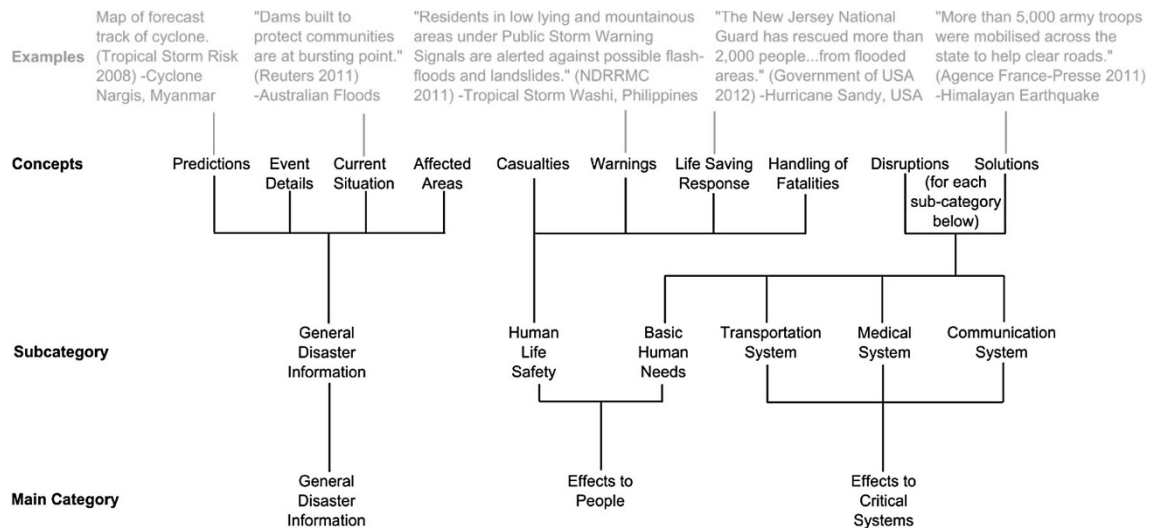 Examples
Map of forecast
track of cyclone.
(Tropical Storm Risk
2008) -Cyclone
Nargis, Myanmar
"Dams built to
protect communities
are at bursting point."
(Reuters 2011)
-Australian Floods
"Residents in low lying and mountainous
areas under Public Storm Warning
Signals are alerted against possible flash-
floods and landslides." (NDRRMC
2011) -Tropical Storm Washi, Philippines
"The New Jersey National
Guard has rescued more than
2,000 people...from flooded
areas." (Government of USA
2012) -Hurricane Sandy, USA
"More than 5,000 army troops
were mobilised across the
state to help clear roads."
(Agence France-Presse 2011)
-Himalayan Earthquake
Concepts
Predictions
Event
Details
Current
Situation
Affected
Areas
Casualties
Warnings
Life Saving
Response
Handling of
Fatalities
Disruptions
Solutions
(for each
sub-category
below)
Subcategory
General
Disaster
Information
Human
Life
Safety
Basic
Human
Needs
Transportation
System
Medical
System
Communication
System
Main Category
General
Disaster
Information
Effects to
People
Effects to
Critical
Systems